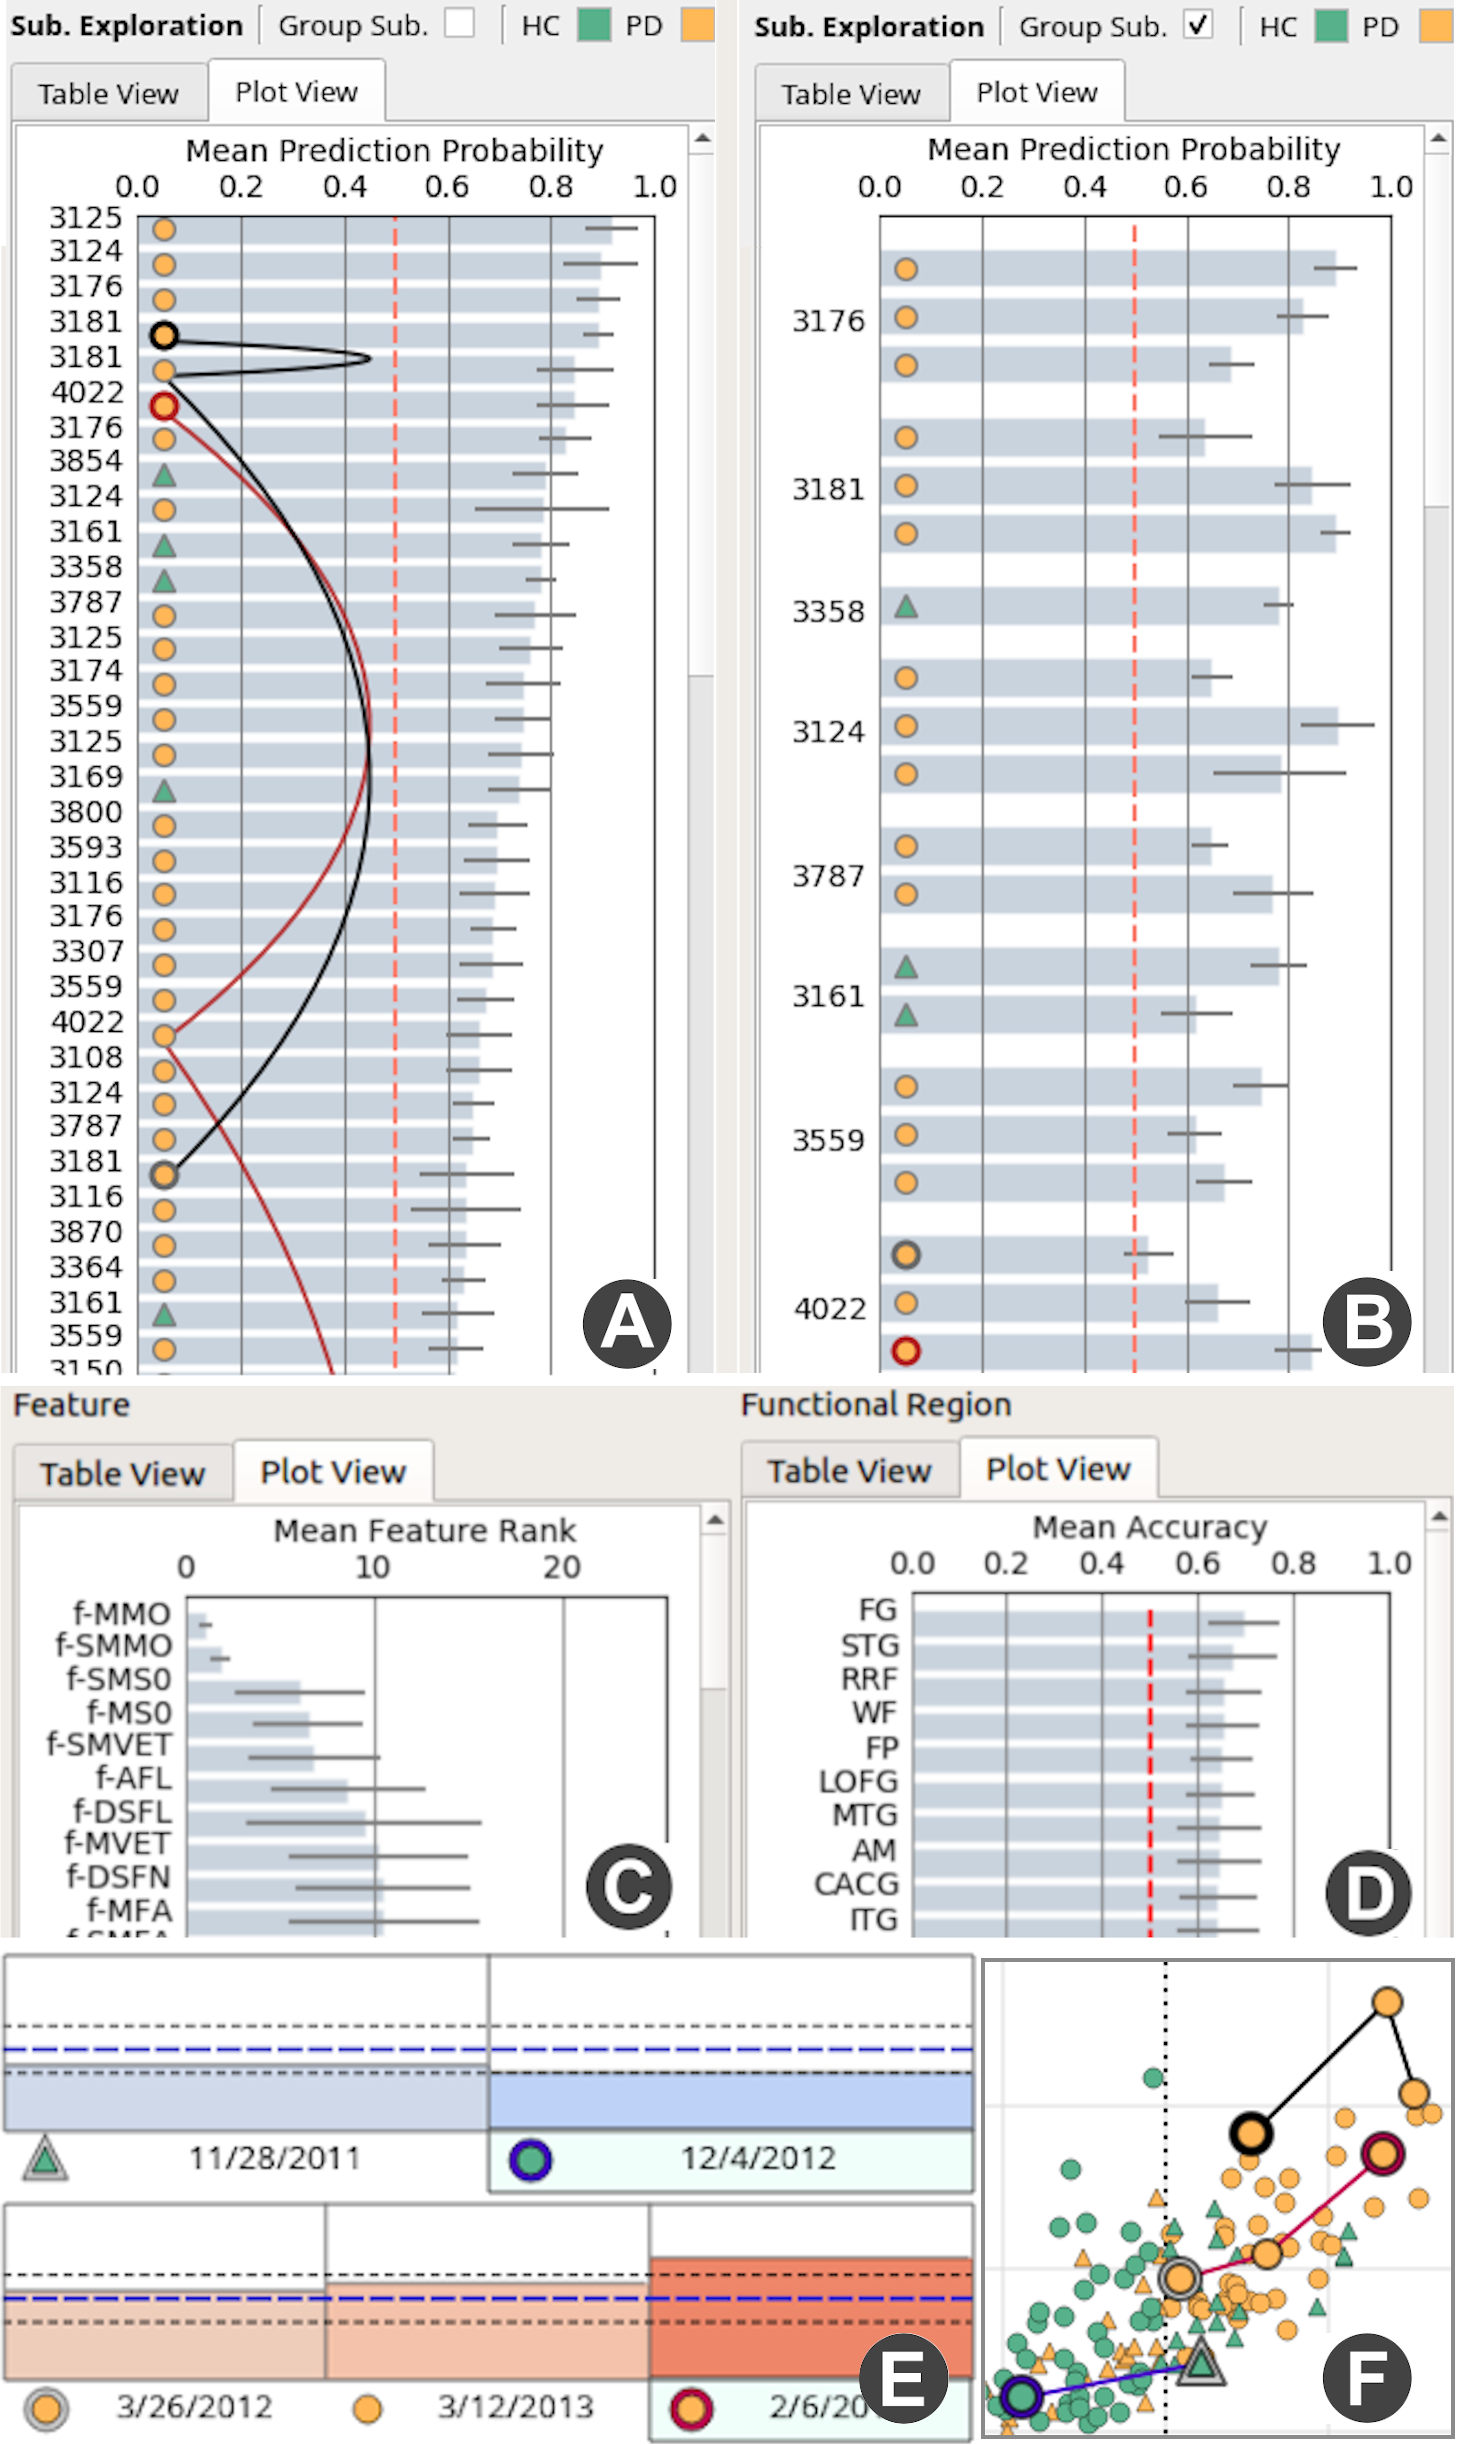 Sub. Exploration Group Sub. HC PD
Table View Plot View
Mean Prediction Probability
0.0 0.2 0.4 0.6 0.8 1.0
3125
3124
3176
3181
3181
4022
3176
3854
3124
3161
3358
3787
3125
3174
3559
3125
3169
3800
3593
3116
3176
3307
3559
4022
3108
3124
3787
3181
3116
3870
3364
3161
3559
3150
A
Sub. Exploration Group Sub. HC PD
Table View Plot View
Mean Prediction Probability
0.0 0.2 0.4 0.6 0.8 1.0
3176
3181
3358
3124
3787
3161
3559
4022
B
Feature
Table View Plot View
Mean Feature Rank
0 10 20
f-MMO
f-SMMO
f-SMS0
f-MS0
f-SMVET
f-AFL
f-DSFL
f-MVET
f-DSFN
f-MFA
C
Functional Region
Table View Plot View
Mean Accuracy
0.0 0.2 0.4 0.6 0.8 1.0
FG
STG
RRF
WF
FP
LOFG
MTG
AM
CACG
ITG
D
11/28/2011 12/4/2012
3/26/2012 3/12/2013
E
F